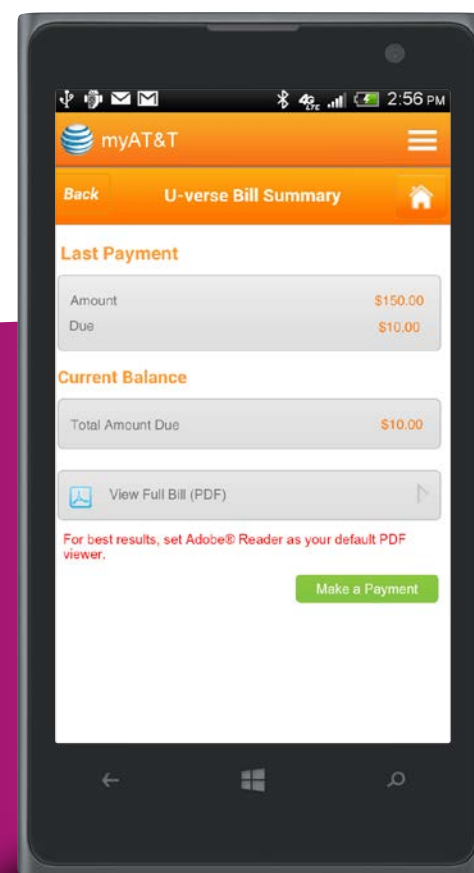 4G LTE 2:56 PM
myAT&T
Back U-verse Bill Summary
Last Payment
Amount $150.00
Due $10.00
Current Balance
Total Amount Due $10.00
View Full Bill (PDF)
For best results, set Adobe® Reader as your default PDF
viewer.
Make a Payment